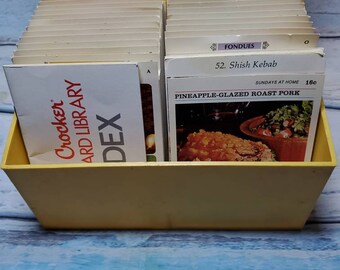 Crocker
ARD LIBRARY
DEX
A
FONDUES
O
52. Shish Kebab
SUNDAYS AT HOME 16c
PINEAPPLE-GLAZED ROAST PORK